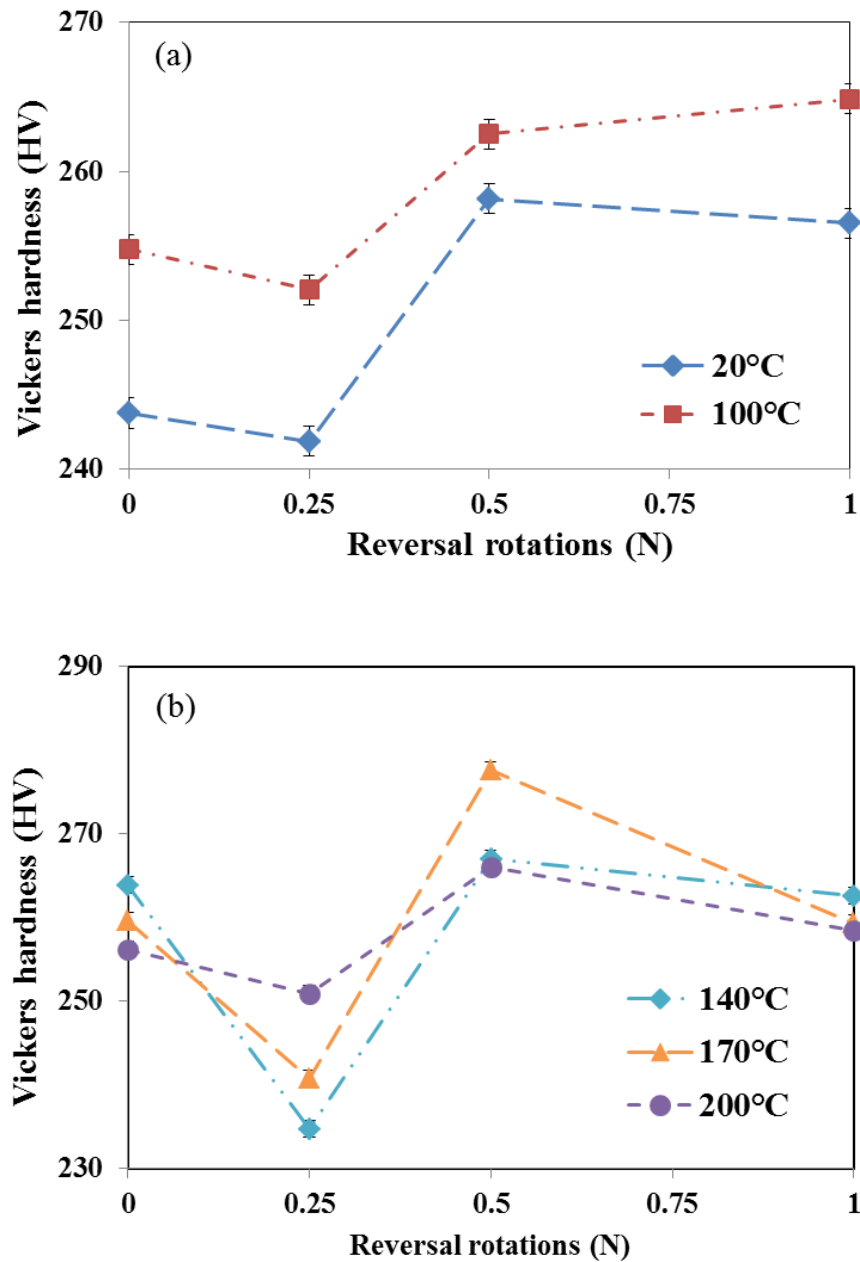 270
(a)
Vickers hardness (HV)
260
250
20°C
100°C
240
0 0.25 0.5 0.75 1
Reversal rotations (N)
290
(b)
Vickers hardness (HV)
270
250
140°C
170°C
200°C
230
0 0.25 0.5 0.75 1
Reversal rotations (N)